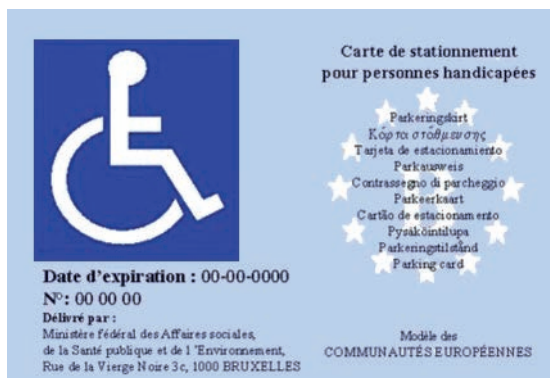 Carte de stationnement
pour personnes handicapées
Parkeringskort
Κάρτα στάθμευσης
Tarjeta de estacionamiento
Parkausweis
Contrassegno di parcheggio
Parkeerkaart
Cartão de estacionamento
Pysäköintilupa
Parkeringstillstånd
Parking card
Date d'expiration : 00-00-0000
N°: 00 00 00
Délivré par :
Ministère fédéral des Affaires sociales,
de la Santé publique et de l 'Environnement,
Rue de la Vierge Noire 3c, 1000 BRUXELLES
Modèle des
COMMUNAUTÉS EUROPÉENNES